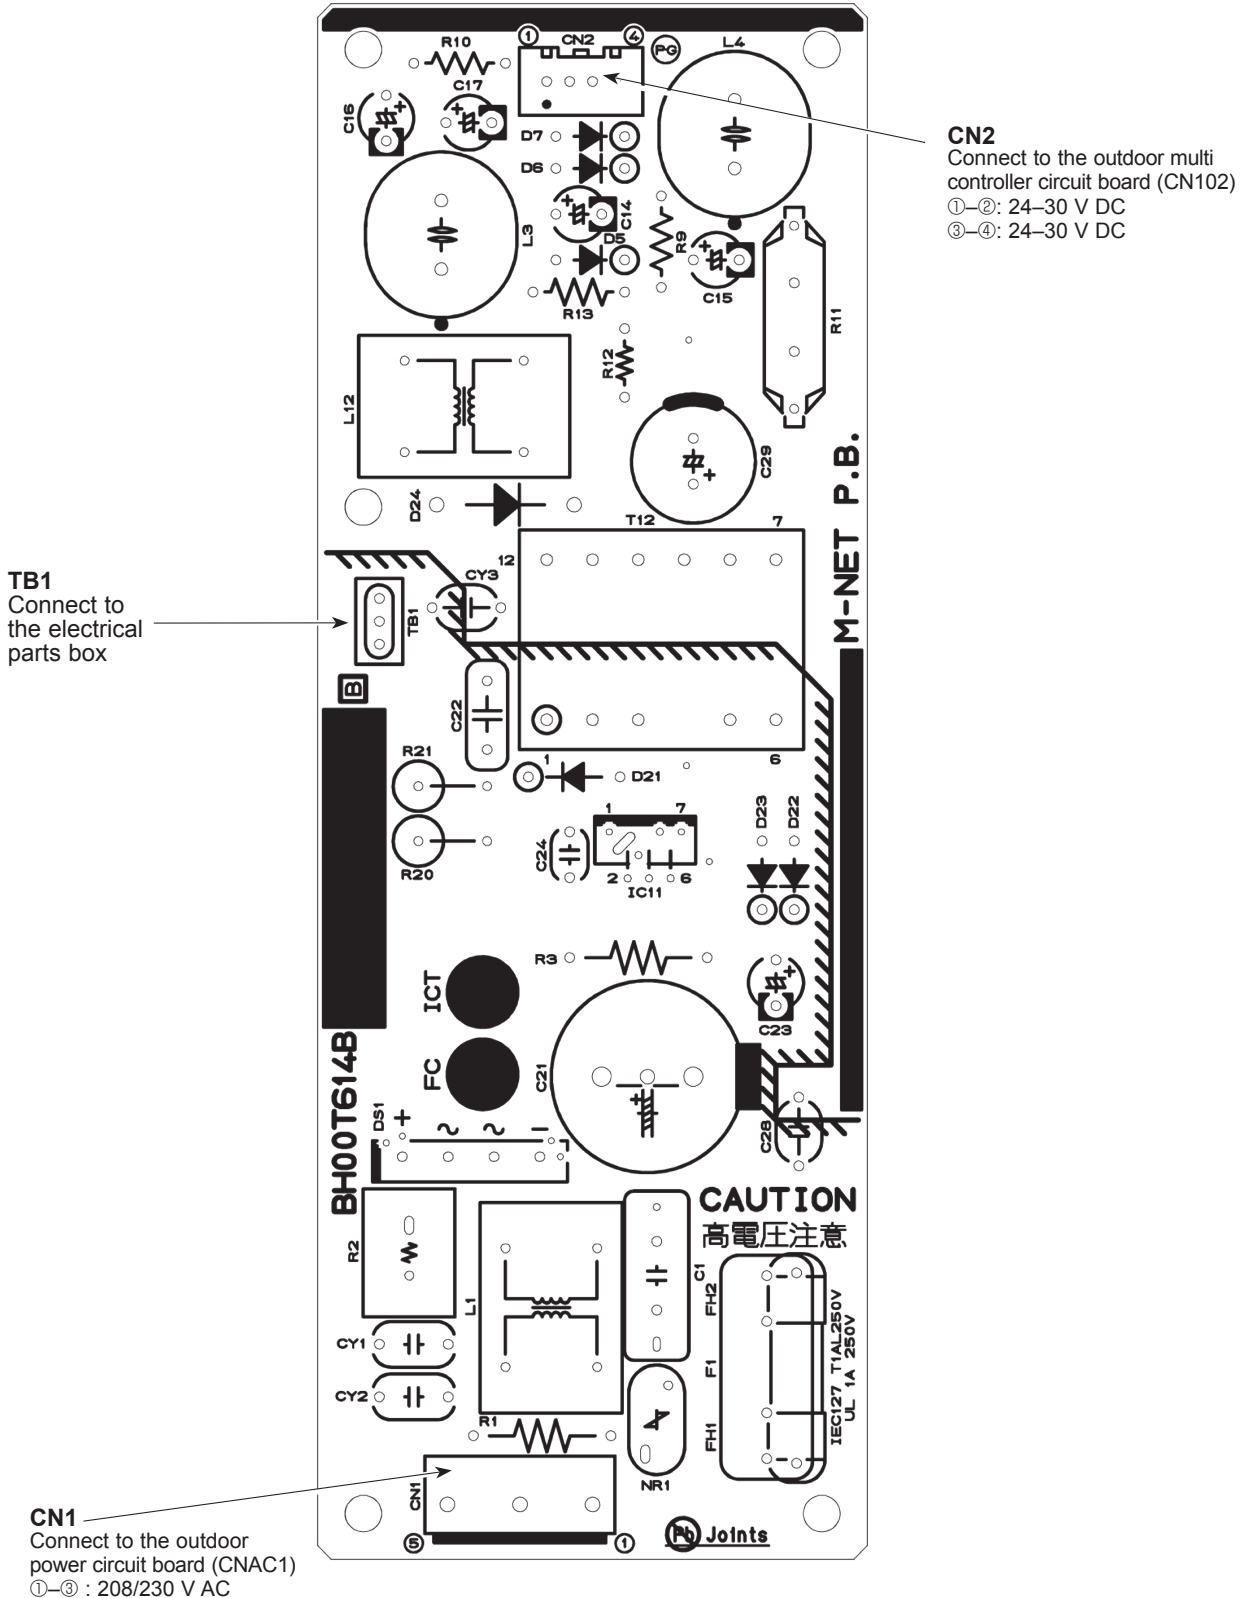 ① CN2 ④
PG
L4
R10
C17
C16
D7
D6
C14
D5
L3
R9
C15
R13
R11
R12
L12
C29
D24
T12
7
12
M-NET P.B.
CY3
TB1
B
C22
R21
1
6
D21
1 7
D23
D22
C24
R20
2 6
IC11
R3
ICT
C23
FC
C21
BH00T614B
DS1
+ ~ ~ −
C28
CAUTION
高電圧注意
R2
L1
C1
FH2
CY1
F1
IEC127 T1AL250V
UL 1A 250V
CY2
R1
FH1
NR1
CN1
⑤ ①
Pb Joints
CN2
Connect to the outdoor multi
controller circuit board (CN102)
①–②: 24–30 V DC
③–④: 24–30 V DC
TB1
Connect to
the electrical
parts box
CN1
Connect to the outdoor
power circuit board (CNAC1)
①–③ : 208/230 V AC